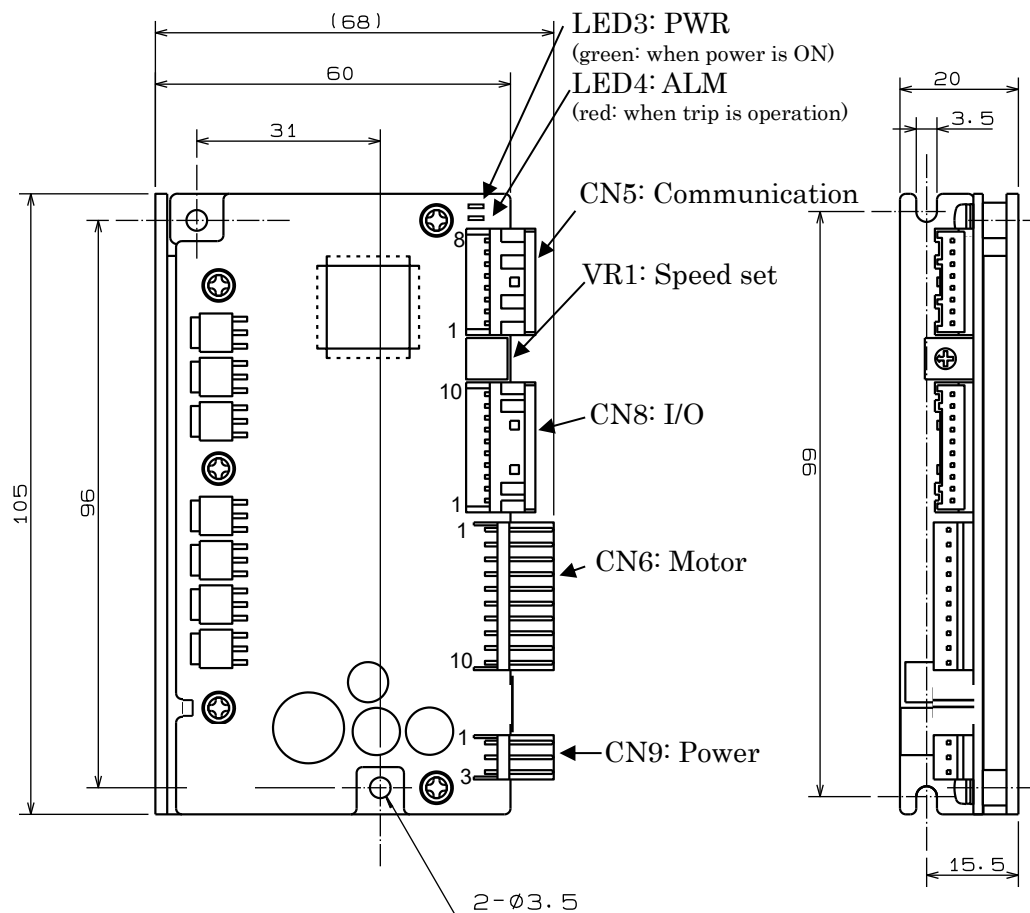 (68)
LED3: PWR
(green: when power is ON)
60
LED4: ALM
(red: when trip is operation)
20
31
3.5
CN5: Communication
8
VR1: Speed set
1
10
CN8: I/O
99
105
96
1
1
CN6: Motor
10
1
CN9: Power
3
15.5
2-Ø3.5